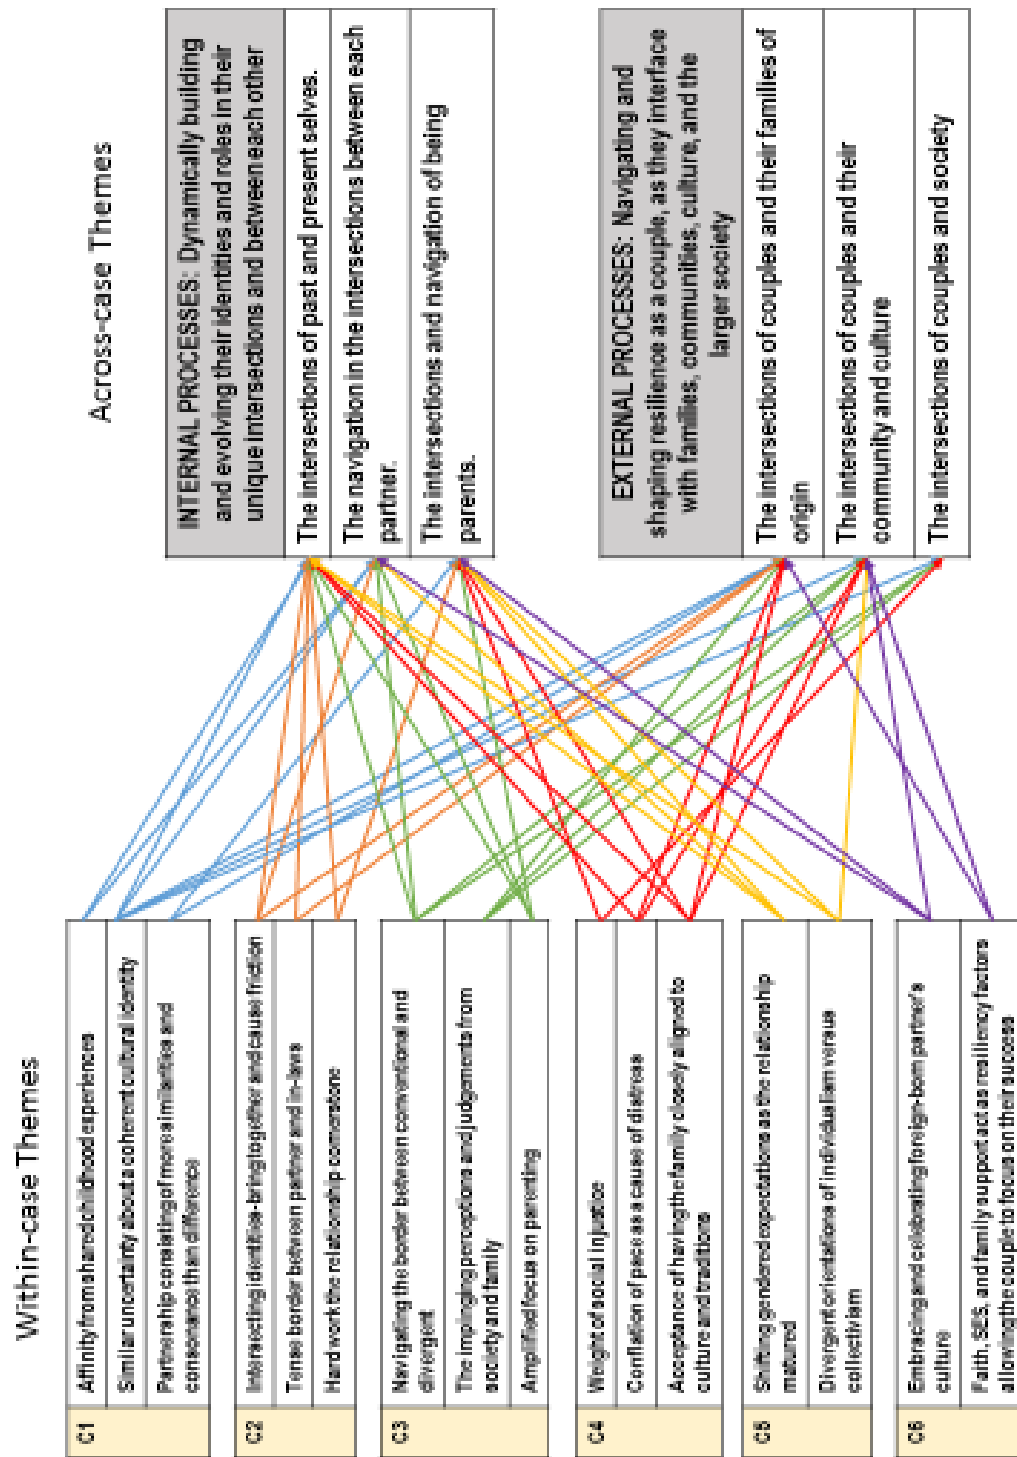 Within-case Themes
C1
Affinity from a shared childhood experiences
Similar uncertainty about a coherent cultural identity
Partnership consisting of more similarities and
consonance than difference
C2
Intersecting identities-bring together and cause friction
Tense border between partner and in-laws
Hard work the relationship cornerstone
C3
Navigating the border between conventional and
divergent
The impinging perceptions and judgements from
society and family
Amplified focus on parenting
C4
Weight of social injustice
Conflation of pace as a cause of distress
Acceptance of having the family closely aligned to
culture and traditions
C5
Shifting gendered expectations as the relationship
matured
Divergent orientations of individualism versus
collectivism
C6
Embracing and celebrating foreign-born partner's
culture
Faith, SES, and family support act as resiliency factors
allowing the couple to focus on their success
Across-case Themes
INTERNAL PROCESSES: Dynamically building
and evolving their identities and roles in their
unique intersections and between each other
The intersections of past and present selves.
The navigation in the intersections between each
partner.
The intersections and navigation of being
parents.
EXTERNAL PROCESSES: Navigating and
shaping resilience as a couple, as they interface
with families, communities, culture, and the
larger society
The intersections of couples and their families of
origin
The intersections of couples and their
community and culture
The intersections of couples and society